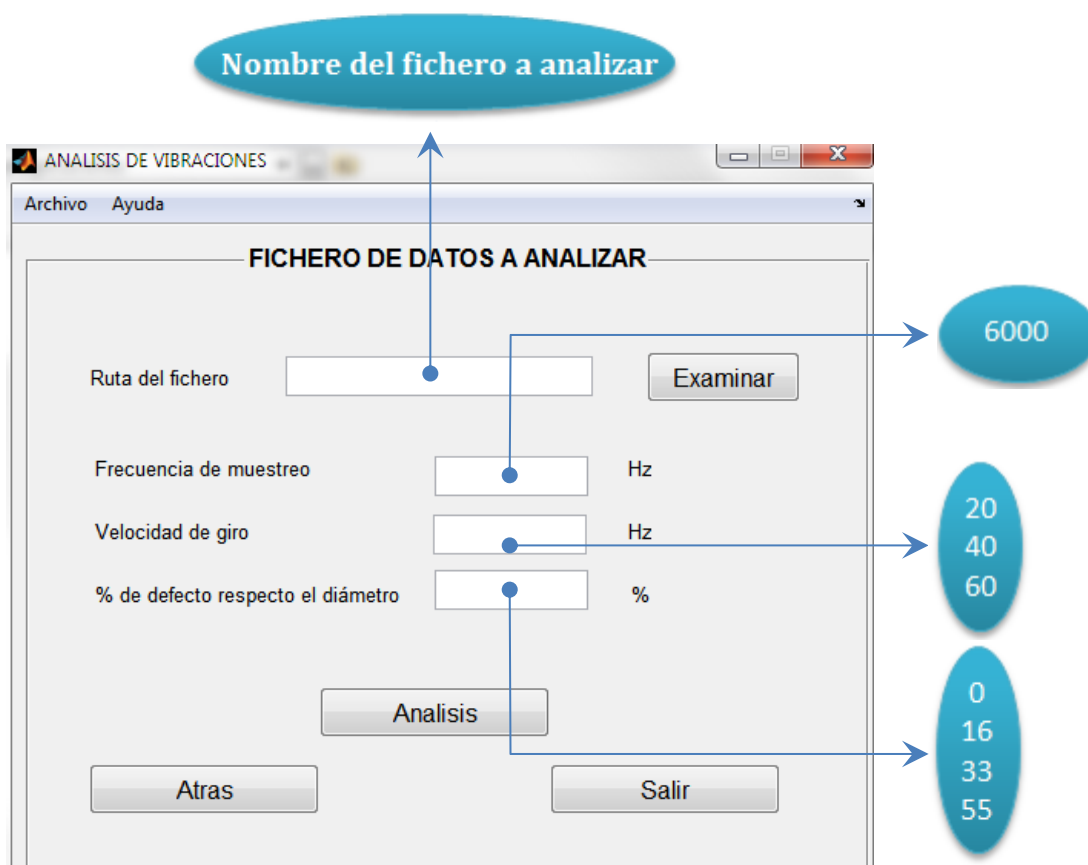 Nombre del fichero a analizar
ANALISIS DE VIBRACIONES
Archivo Ayuda
FICHERO DE DATOS A ANALIZAR
6000
Ruta del fichero
Examinar
Frecuencia de muestreo
Hz
Velocidad de giro
Hz
% de defecto respecto el diámetro
%
20
40
60
Analisis
0
16
33
55
Atras
Salir